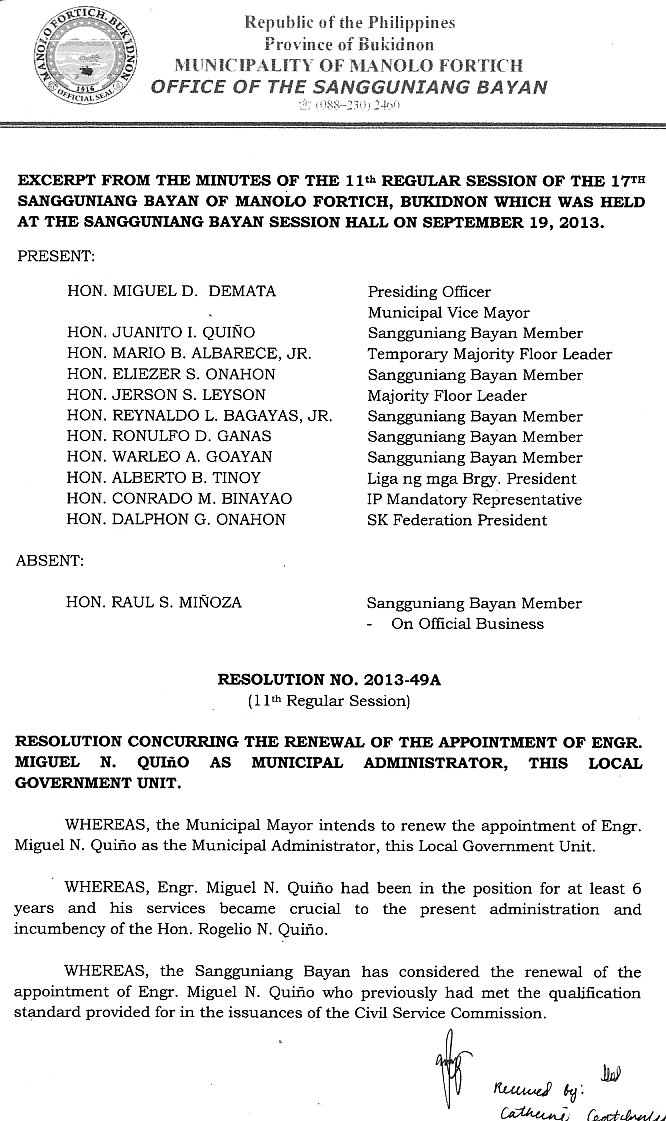 MANOLO FORTICH, BUKIDNON
1916
OFFICIAL SEAL
Republic of the Philippines
Province of Bukidnon
MUNICIPALITY OF MANOLO FORTICH
OFFICE OF THE SANGGUNIANG BAYAN
☏ (088-230) 2460
EXCERPT FROM THE MINUTES OF THE 11th REGULAR SESSION OF THE 17TH
SANGGUNIANG BAYAN OF MANOLO FORTICH, BUKIDNON WHICH WAS HELD
AT THE SANGGUNIANG BAYAN SESSION HALL ON SEPTEMBER 19, 2013.
PRESENT:
HON. MIGUEL D. DEMATA Presiding Officer
Municipal Vice Mayor
HON. JUANITO I. QUIÑO Sangguniang Bayan Member
HON. MARIO B. ALBARECE, JR. Temporary Majority Floor Leader
HON. ELIEZER S. ONAHON Sangguniang Bayan Member
HON. JERSON S. LEYSON Majority Floor Leader
HON. REYNALDO L. BAGAYAS, JR. Sangguniang Bayan Member
HON. RONULFO D. GANAS Sangguniang Bayan Member
HON. WARLEO A. GOAYAN Sangguniang Bayan Member
HON. ALBERTO B. TINOY Liga ng mga Brgy. President
HON. CONRADO M. BINAYAO IP Mandatory Representative
HON. DALPHON G. ONAHON SK Federation President
ABSENT:
HON. RAUL S. MIÑOZA Sangguniang Bayan Member
- On Official Business
RESOLUTION NO. 2013-49A
(11th Regular Session)
RESOLUTION CONCURRING THE RENEWAL OF THE APPOINTMENT OF ENGR.
MIGUEL N. QUIñO AS MUNICIPAL ADMINISTRATOR, THIS LOCAL
GOVERNMENT UNIT.
WHEREAS, the Municipal Mayor intends to renew the appointment of Engr.
Miguel N. Quiño as the Municipal Administrator, this Local Government Unit.
WHEREAS, Engr. Miguel N. Quiño had been in the position for at least 6
years and his services became crucial to the present administration and
incumbency of the Hon. Rogelio N. Quiño.
WHEREAS, the Sangguniang Bayan has considered the renewal of the
appointment of Engr. Miguel N. Quiño who previously had met the qualification
standard provided for in the issuances of the Civil Service Commission.
Received by:
Catherine